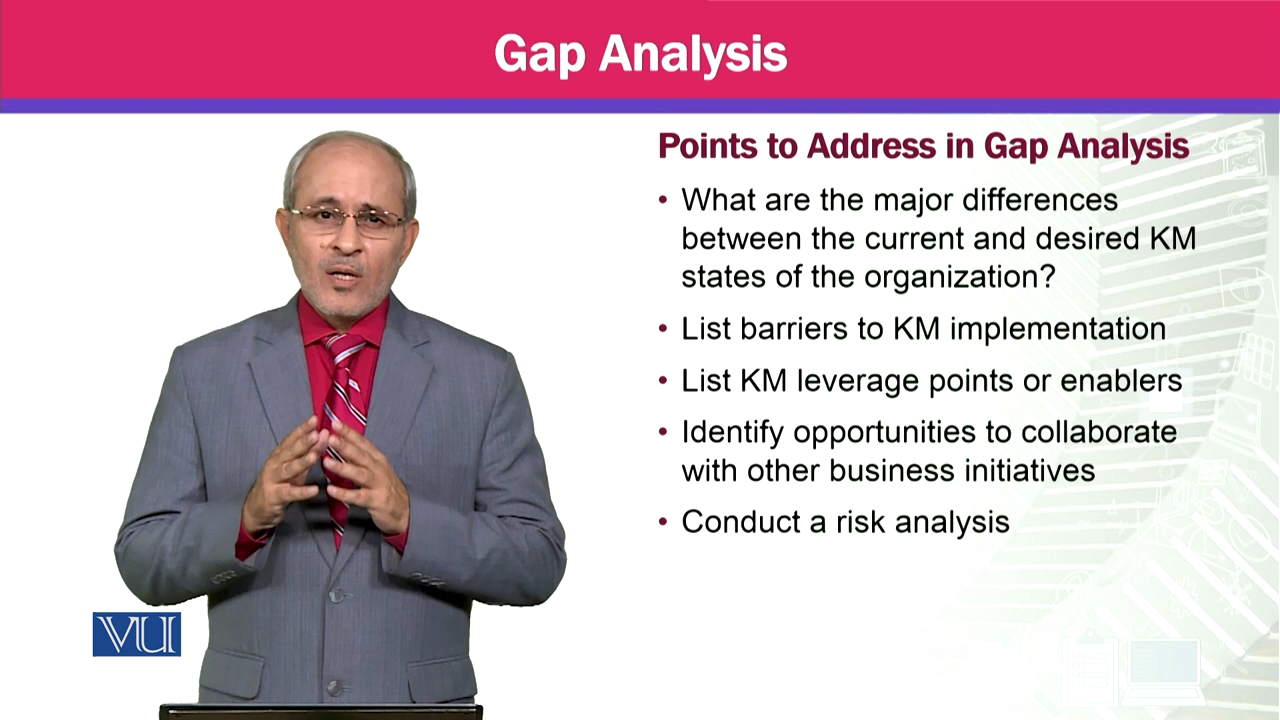 Gap Analysis
Points to Address in Gap Analysis
• What are the major differences
between the current and desired KM
states of the organization?
• List barriers to KM implementation
• List KM leverage points or enablers
• Identify opportunities to collaborate
with other business initiatives
• Conduct a risk analysis
VU